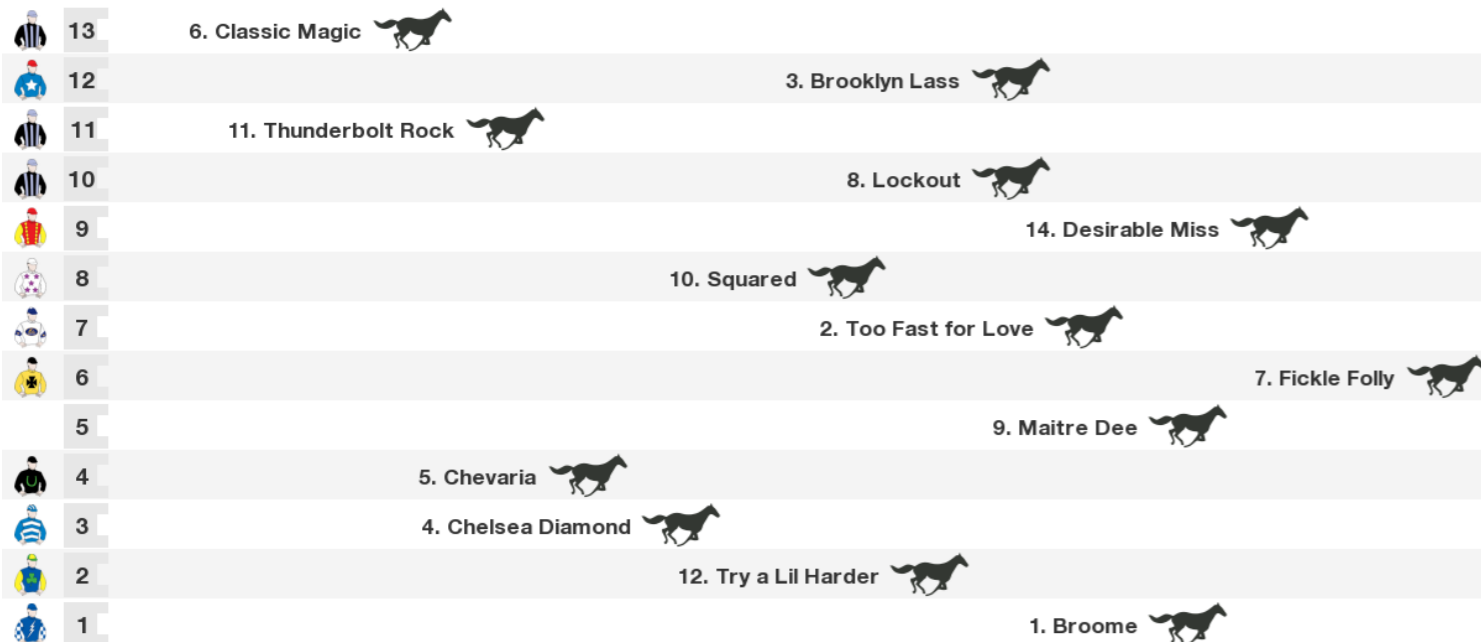 13 6. Classic Magic
12 3. Brooklyn Lass
11 11. Thunderbolt Rock
10 8. Lockout
9 14. Desirable Miss
8 10. Squared
7 2. Too Fast for Love
6 7. Fickle Folly
5 9. Maitre Dee
4 5. Chevaria
3 4. Chelsea Diamond
2 12. Try a Lil Harder
1 1. Broome